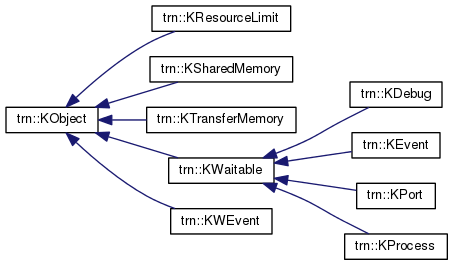 trn::KResourceLimit
trn::KSharedMemory
trn::KDebug
trn::KObject
trn::KTransferMemory
trn::KEvent
trn::KWaitable
trn::KPort
trn::KWEvent
trn::KProcess